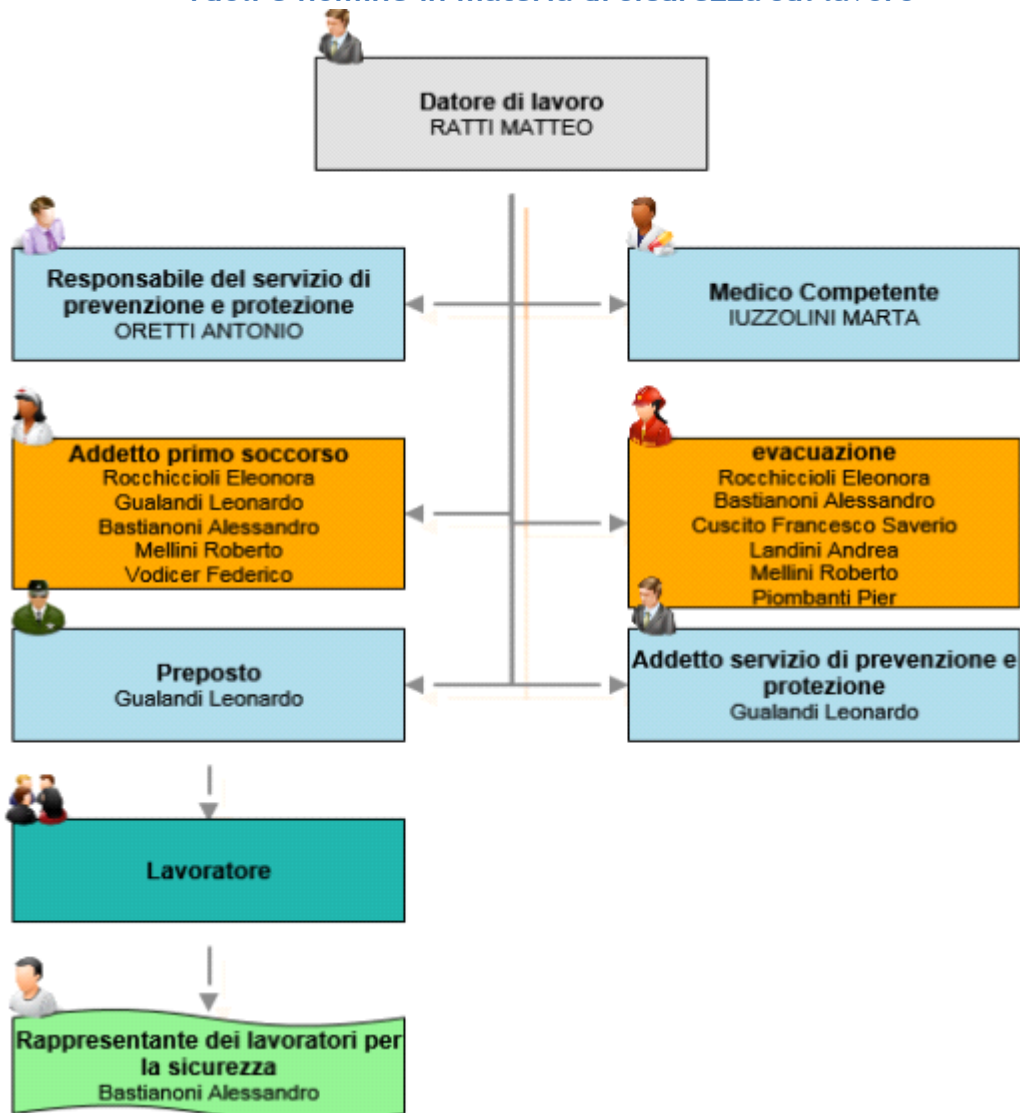 Datore di lavoro
RATTI MATTEO
Responsabile del servizio di
prevenzione e protezione
ORETTI ANTONIO
Medico Competente
IUZZOLINI MARTA
Addetto primo soccorso
Rocchiccioli Eleonora
Gualandi Leonardo
Bastianoni Alessandro
Mellini Roberto
Vodicer Federico
evacuazione
Rocchiccioli Eleonora
Bastianoni Alessandro
Cuscito Francesco Saverio
Landini Andrea
Mellini Roberto
Piombanti Pier
Preposto
Gualandi Leonardo
Addetto servizio di prevenzione e
protezione
Gualandi Leonardo
Lavoratore
Rappresentante dei lavoratori per
la sicurezza
Bastianoni Alessandro